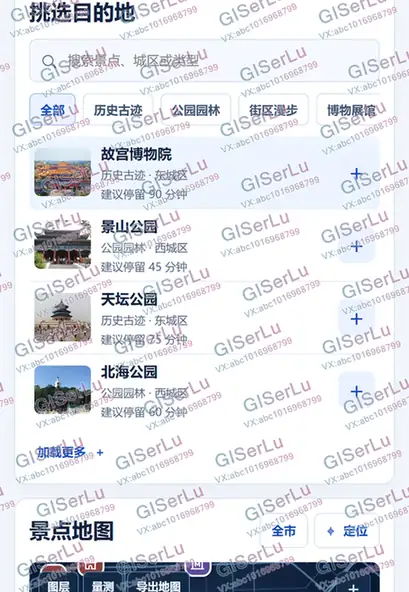 挑选目的地
搜索景点、城区或类型
全部 历史古迹 公园园林 街区漫步 博物展馆
故宫博物院
历史古迹 · 东城区
建议停留 90 分钟
+
景山公园
公园园林 · 西城区
建议停留 45 分钟
+
天坛公园
历史古迹 · 东城区
建议停留 75 分钟
+
北海公园
公园园林 · 西城区
建议停留 60 分钟
+
加载更多 +
景点地图
全市 定位
图层 量测 导出地图 +
GISerLu
VX:abc1016968799